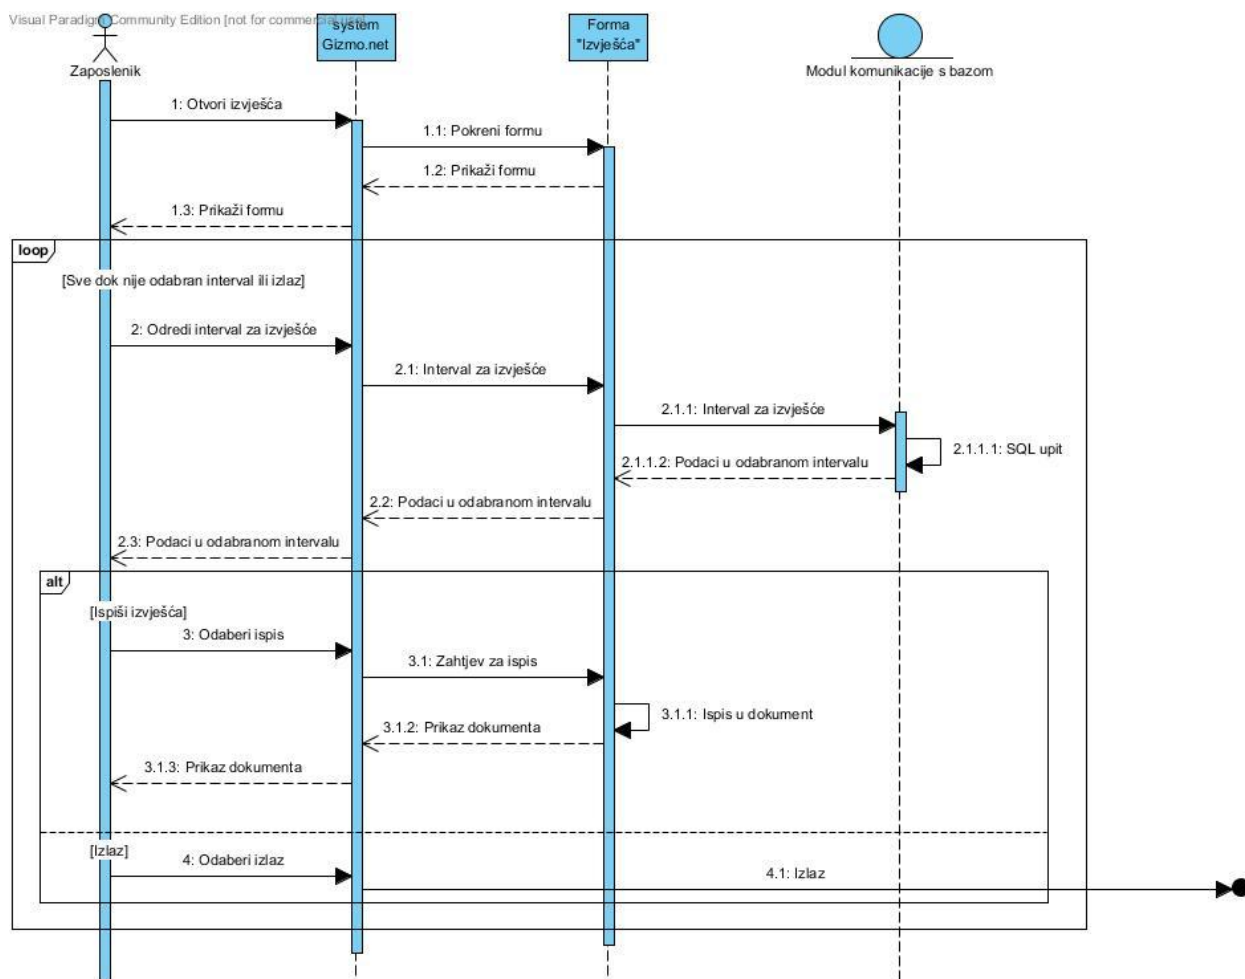 Visual Paradigm Community Edition [not for commercial use]
system
Gizmo.net
Forma
"Izvješća"
Zaposlenik
Modul komunikacije s bazom
1: Otvori izvješća
1.1: Pokreni formu
1.2: Prikaži formu
1.3: Prikaži formu
loop
[Sve dok nije odabran interval ili izlaz]
2: Odredi interval za izvješće
2.1: Interval za izvješće
2.1.1: Interval za izvješće
2.1.1.1: SQL upit
2.1.1.2: Podaci u odabranom intervalu
2.2: Podaci u odabranom intervalu
2.3: Podaci u odabranom intervalu
alt
[Ispiši izvješća]
3: Odaberi ispis
3.1: Zahtjev za ispis
3.1.1: Ispis u dokument
3.1.2: Prikaz dokumenta
3.1.3: Prikaz dokumenta
[Izlaz]
4: Odaberi izlaz
4.1: Izlaz